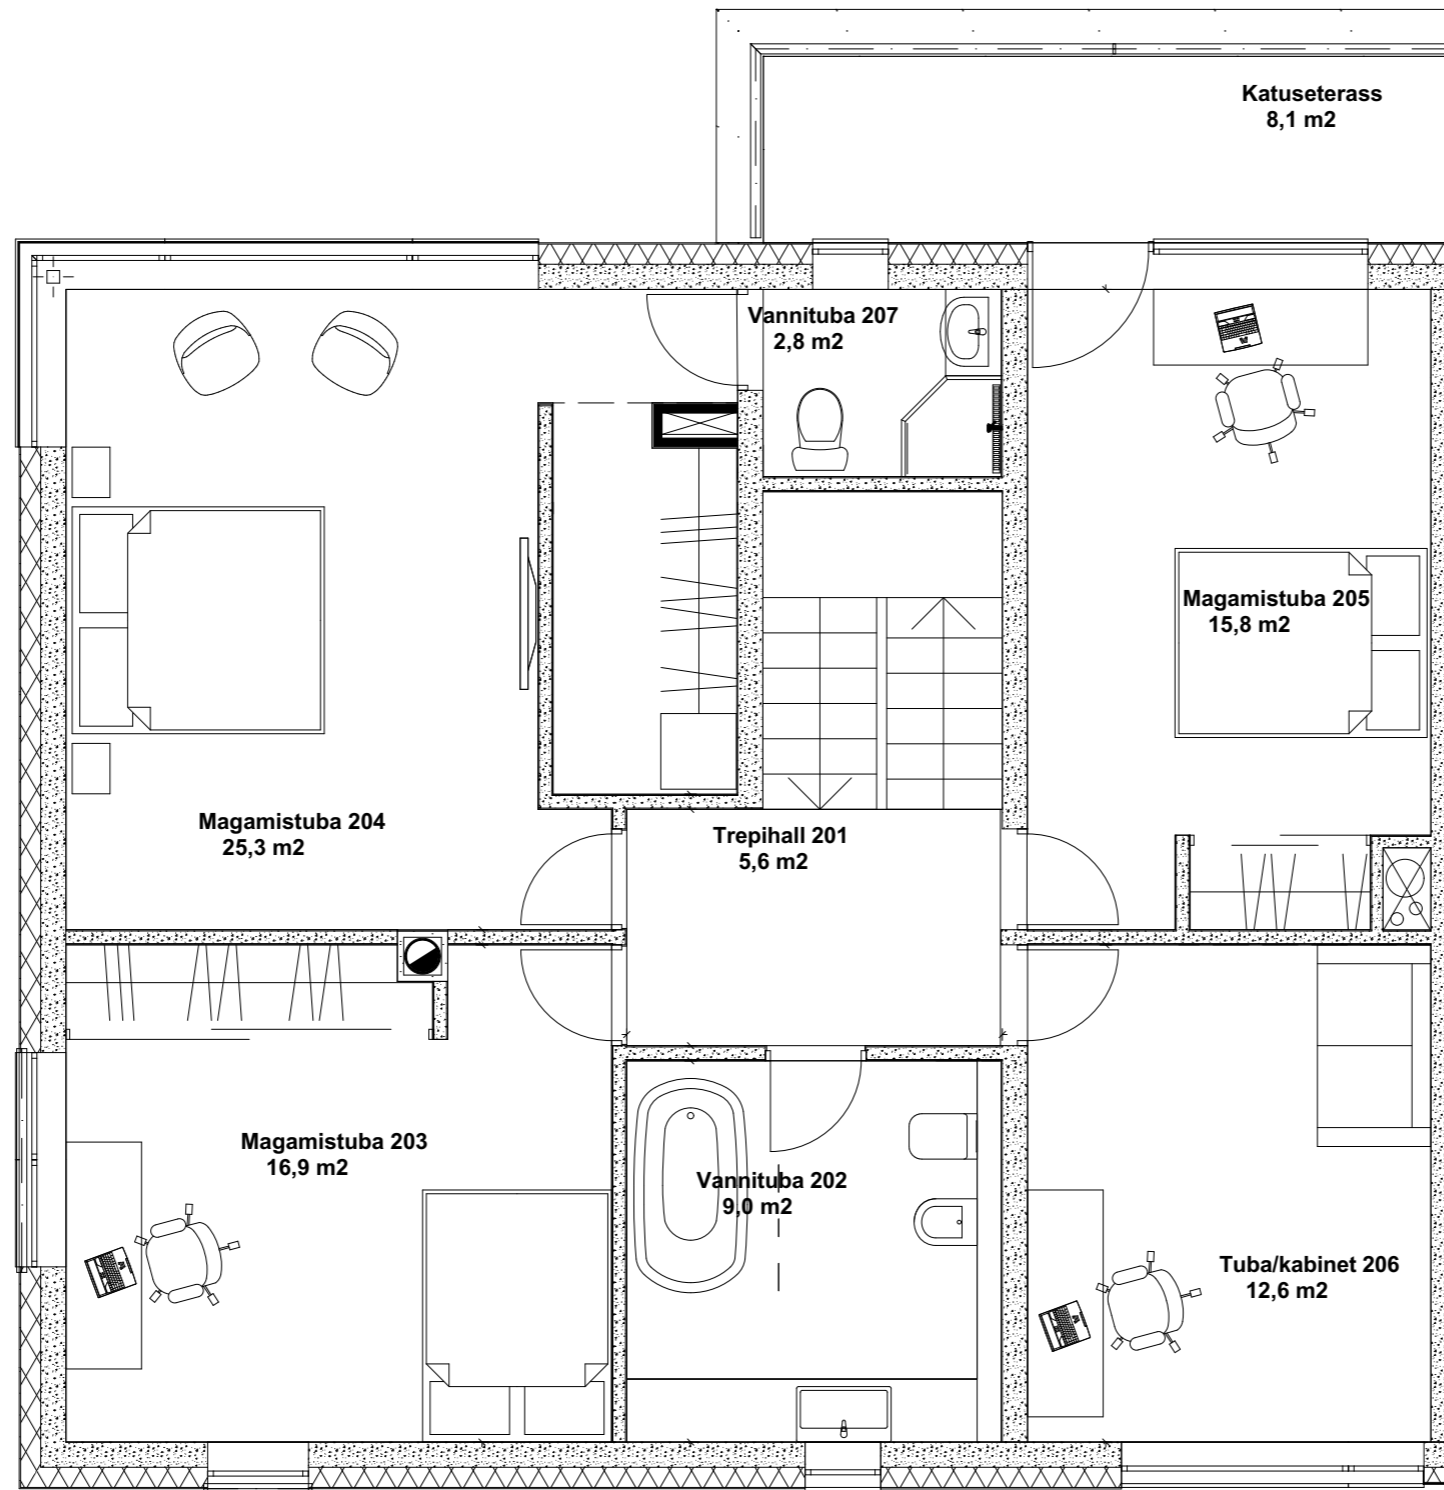 Katuseterass
8,1 m2
Vannituba 207
2,8 m2
Magamistuba 205
15,8 m2
Magamistuba 204
25,3 m2
Trepihall 201
5,6 m2
Magamistuba 203
16,9 m2
Vannituba 202
9,0 m2
Tuba/kabinet 206
12,6 m2